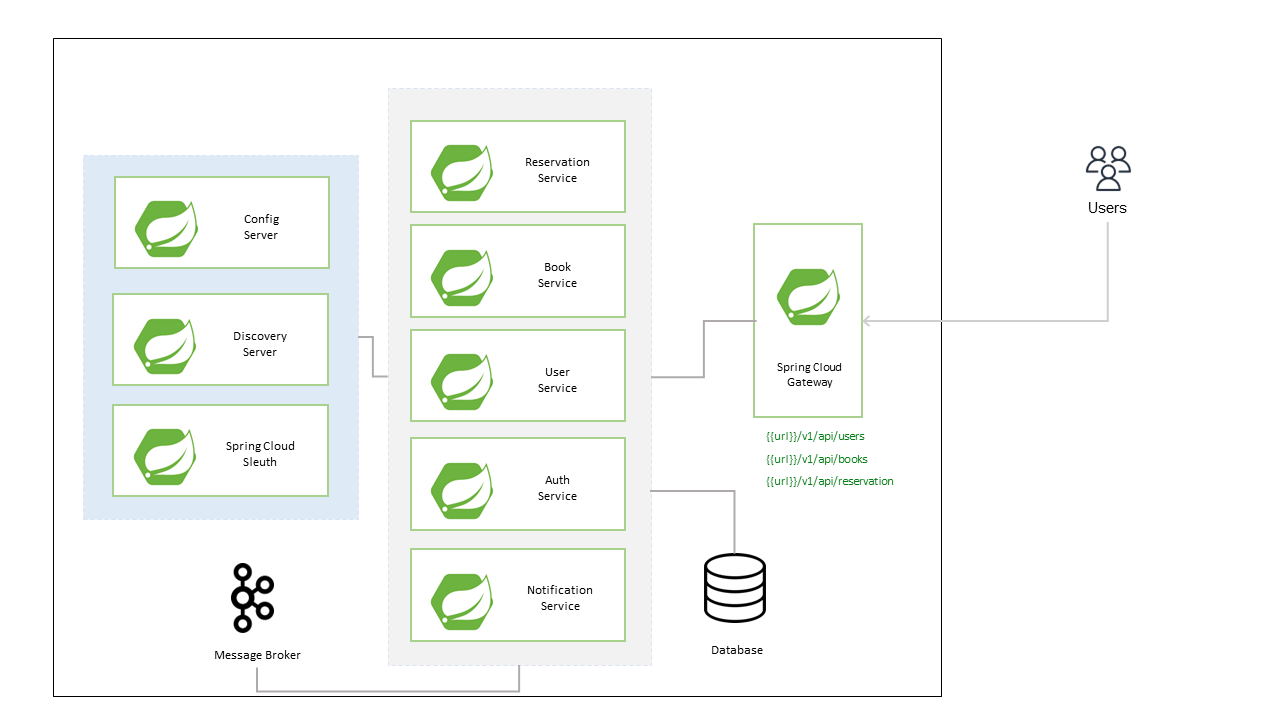 Config
Server
Discovery
Server
Spring Cloud
Sleuth
Message Broker
Reservation
Service
Book
Service
User
Service
Auth
Service
Notification
Service
Spring Cloud
Gateway
{{url}}/v1/api/users
{{url}}/v1/api/books
{{url}}/v1/api/reservation
Database
Users